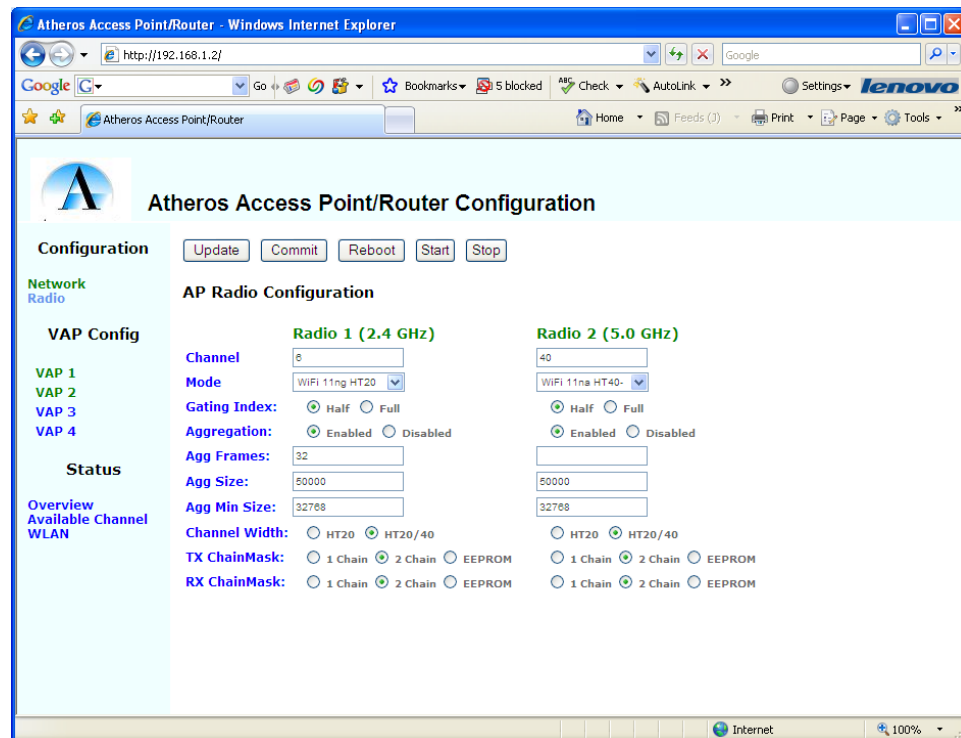 Atheros Access Point/Router - Windows Internet Explorer
http://192.168.1.2/
Google
Google G
Go
Bookmarks
5 blocked
ABC Check
AutoLink
»
Settings
lenovo
Atheros Access Point/Router
Home
Feeds (J)
Print
Page
Tools
»
A
Atheros Access Point/Router Configuration
Configuration
Update Commit Reboot Start Stop
Network
Radio
AP Radio Configuration
VAP Config
VAP 1
VAP 2
VAP 3
VAP 4
Status
Overview
Available Channel
WLAN
Radio 1 (2.4 GHz) Radio 2 (5.0 GHz)
Channel 6 40
Mode WiFi 11ng HT20 WiFi 11na HT40-
Gating Index: Half Full Half Full
Aggregation: Enabled Disabled Enabled Disabled
Agg Frames: 32
Agg Size: 50000 50000
Agg Min Size: 32768 32768
Channel Width: HT20 HT20/40 HT20 HT20/40
TX ChainMask: 1 Chain 2 Chain EEPROM 1 Chain 2 Chain EEPROM
RX ChainMask: 1 Chain 2 Chain EEPROM 1 Chain 2 Chain EEPROM
Internet
100%